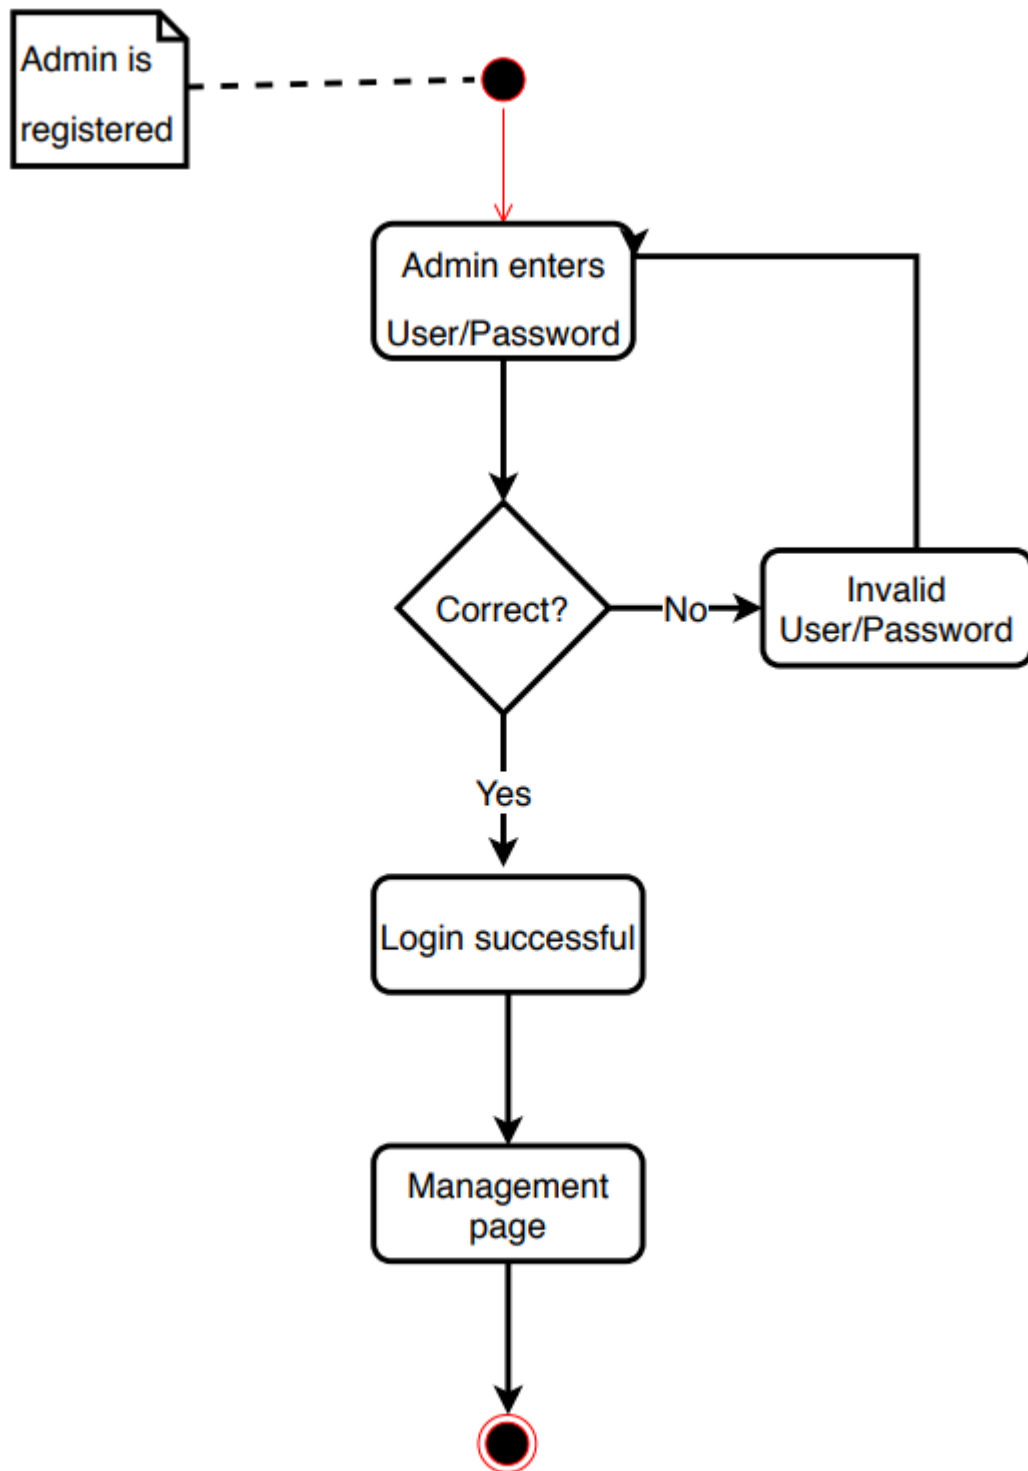 Admin is
registered
Admin enters
User/Password
Correct?
No
Invalid
User/Password
Yes
Login successful
Management
page